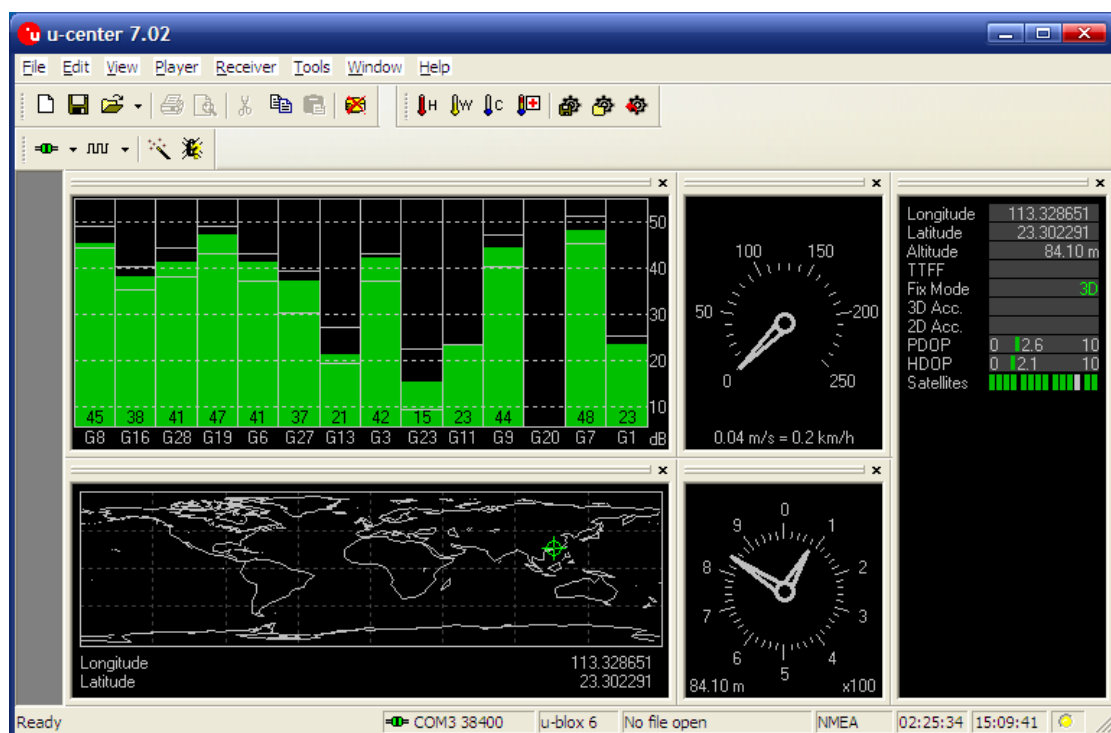 u-center 7.02
File Edit View Player Receiver Tools Window Help
H W C
50
40
30
20
10
45 38 41 47 41 37 21 42 15 23 44 48 23
G8 G16 G28 G19 G6 G27 G13 G3 G23 G11 G9 G20 G7 G1 dB
100 150
50 200
0 250
0.04 m/s = 0.2 km/h
Longitude 113.328651
Latitude 23.302291
Altitude 84.10 m
TTFF
Fix Mode 3D
3D Acc.
2D Acc.
PDOP 0 2.6 10
HDOP 0 2.1 10
Satellites
Longitude 113.328651
Latitude 23.302291
0
9 1
8 2
7 3
6 4
5
84.10 m x100
Ready COM3 38400 u-blox 6 No file open NMEA 02:25:34 15:09:41